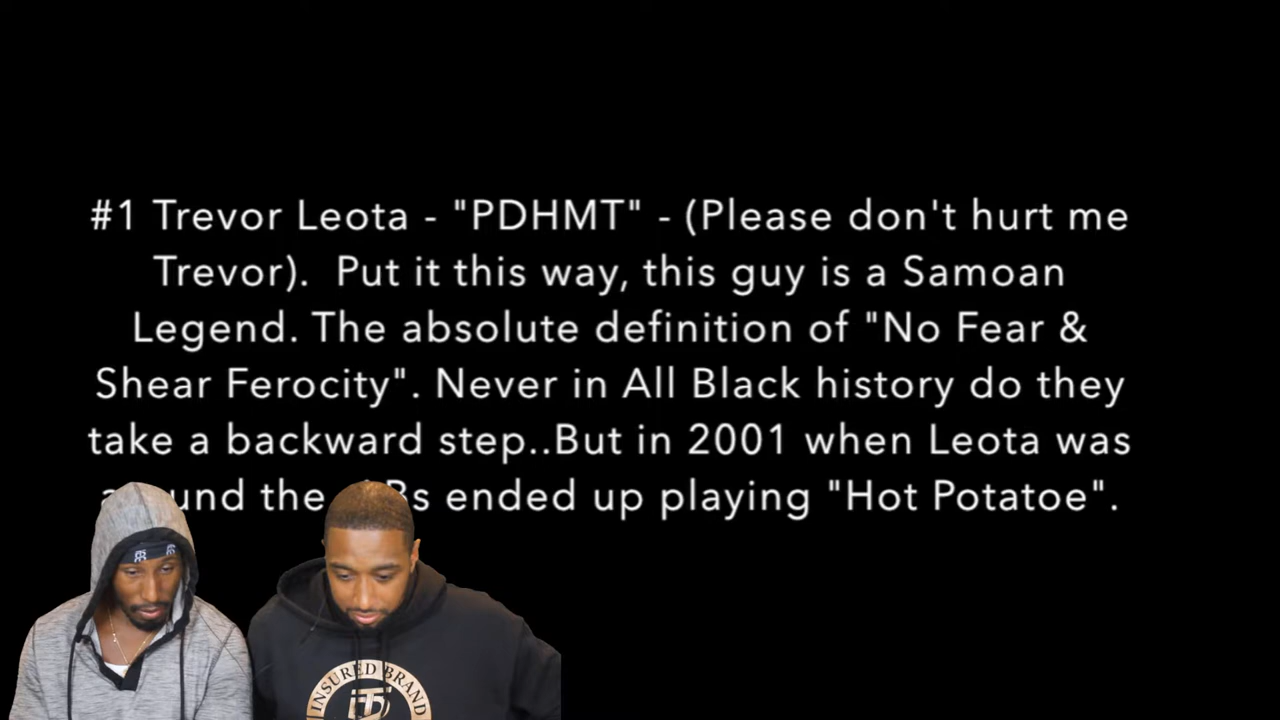 #1 Trevor Leota - "PDHMT" - (Please don't hurt me
Trevor). Put it this way, this guy is a Samoan
Legend. The absolute definition of "No Fear &
Shear Ferocity". Never in All Black history do they
take a backward step..But in 2001 when Leota was
the ended up playing "Hot Potatoe".
INSURED BRAND